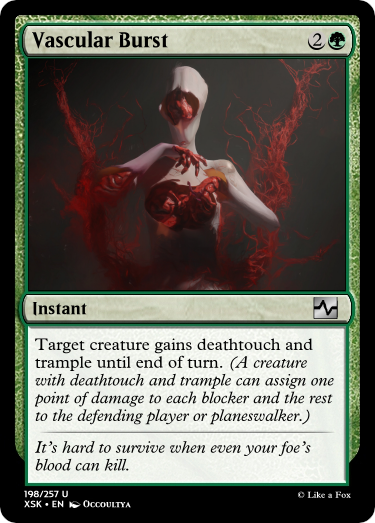 Vascular Burst 2
Instant
Target creature gains deathtouch and
trample until end of turn. (A creature
with deathtouch and trample can assign one
point of damage to each blocker and the rest
to the defending player or planeswalker.)
It's hard to survive when even your foe's
blood can kill.
198/257 U
XSK • EN Occoultya
© Like a Fox